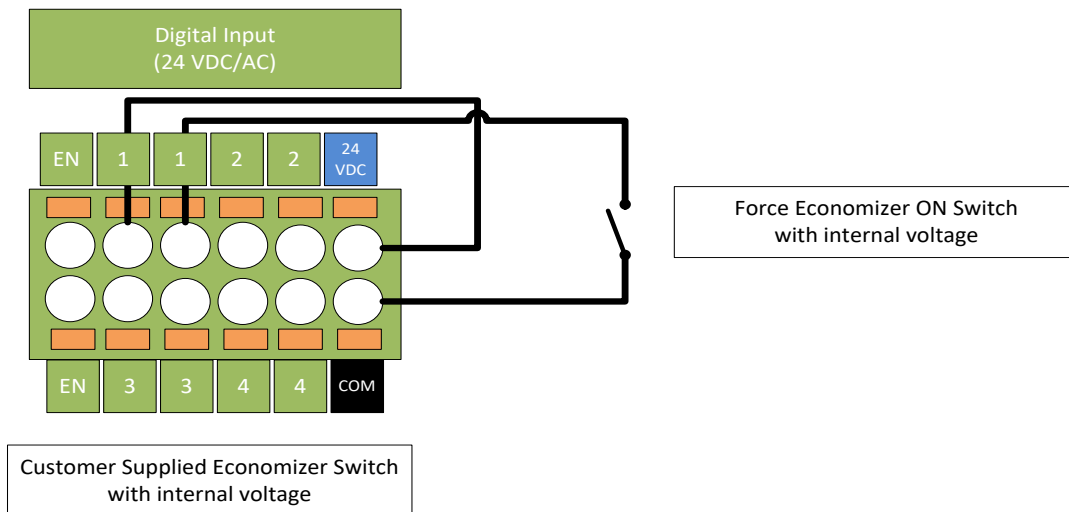 Digital Input
(24 VDC/AC)
EN 1 1 2 2 24 VDC
Force Economizer ON Switch
with internal voltage
EN 3 3 4 4 COM
Customer Supplied Economizer Switch
with internal voltage